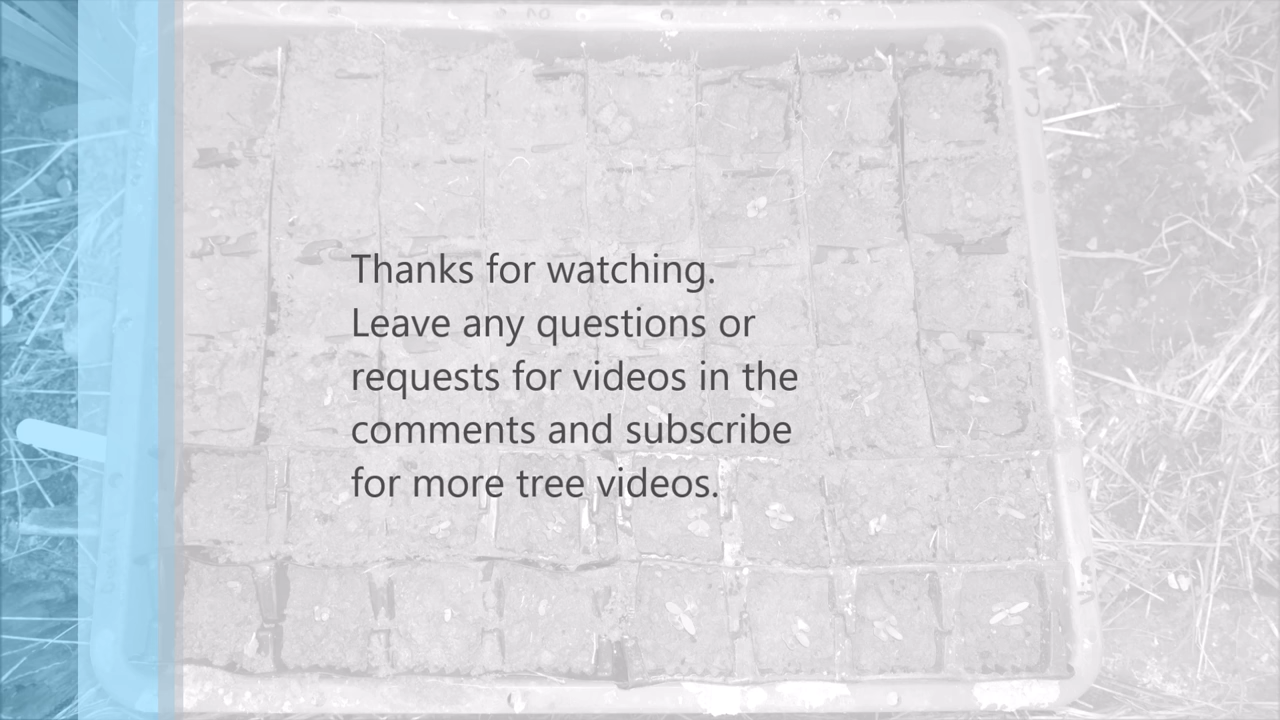 Thanks for watching.
Leave any questions or
requests for videos in the
comments and subscribe
for more tree videos.